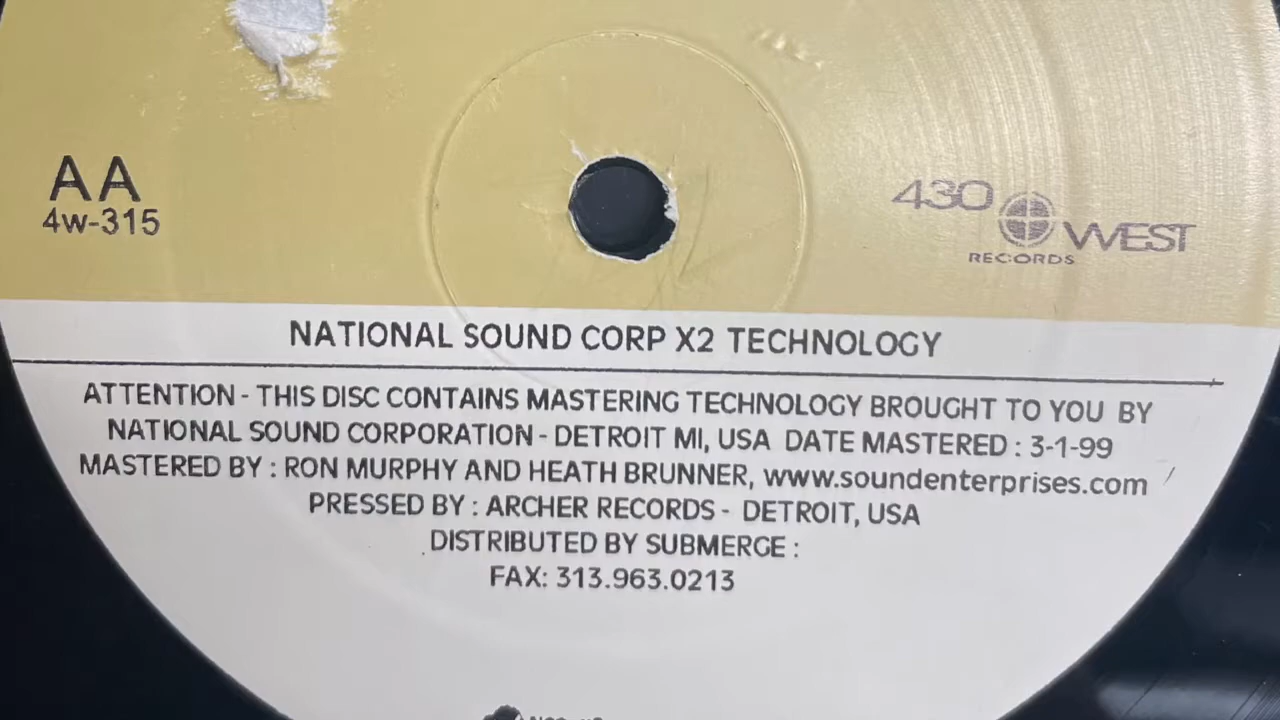 AA
4w-315
430 WEST
RECORDS
NATIONAL SOUND CORP X2 TECHNOLOGY
ATTENTION - THIS DISC CONTAINS MASTERING TECHNOLOGY BROUGHT TO YOU BY
NATIONAL SOUND CORPORATION - DETROIT MI, USA DATE MASTERED : 3-1-99
MASTERED BY : RON MURPHY AND HEATH BRUNNER, www.soundenterprises.com
PRESSED BY : ARCHER RECORDS - DETROIT, USA
DISTRIBUTED BY SUBMERGE :
FAX: 313.963.0213